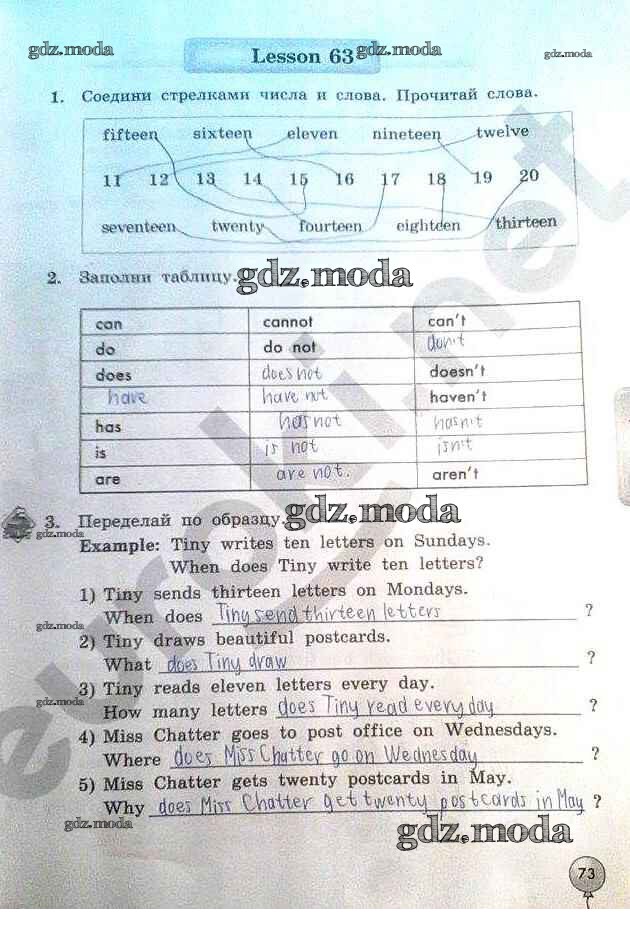 gdz.moda
Lesson 63
gdz.moda
gdz.moda
1. Соедини стрелками числа и слова. Прочитай слова.
fifteen sixteen eleven nineteen twelve
11 12 13 14 15 16 17 18 19 20
seventeen twenty fourteen eighteen thirteen
2. Заполни таблицу.
gdz.moda
can cannot can't
do do not don't
does does not doesn't
have have not haven't
has has not hasn't
is is not isn't
are are not. aren't
gdz.moda
3. Переделай по образцу.
gdz.moda
Example: Tiny writes ten letters on Sundays.
When does Tiny write ten letters?
1) Tiny sends thirteen letters on Mondays.
When does Tiny send thirteen letters ?
gdz.moda
2) Tiny draws beautiful postcards.
What does Tiny draw ?
3) Tiny reads eleven letters every day.
gdz.moda
How many letters does Tiny read every day ?
4) Miss Chatter goes to post office on Wednesdays.
Where does Miss Chatter go on Wednesday ?
5) Miss Chatter gets twenty postcards in May.
Why does Miss Chatter get twenty postcards in May ?
gdz.moda
gdz.moda
73
euroki.net